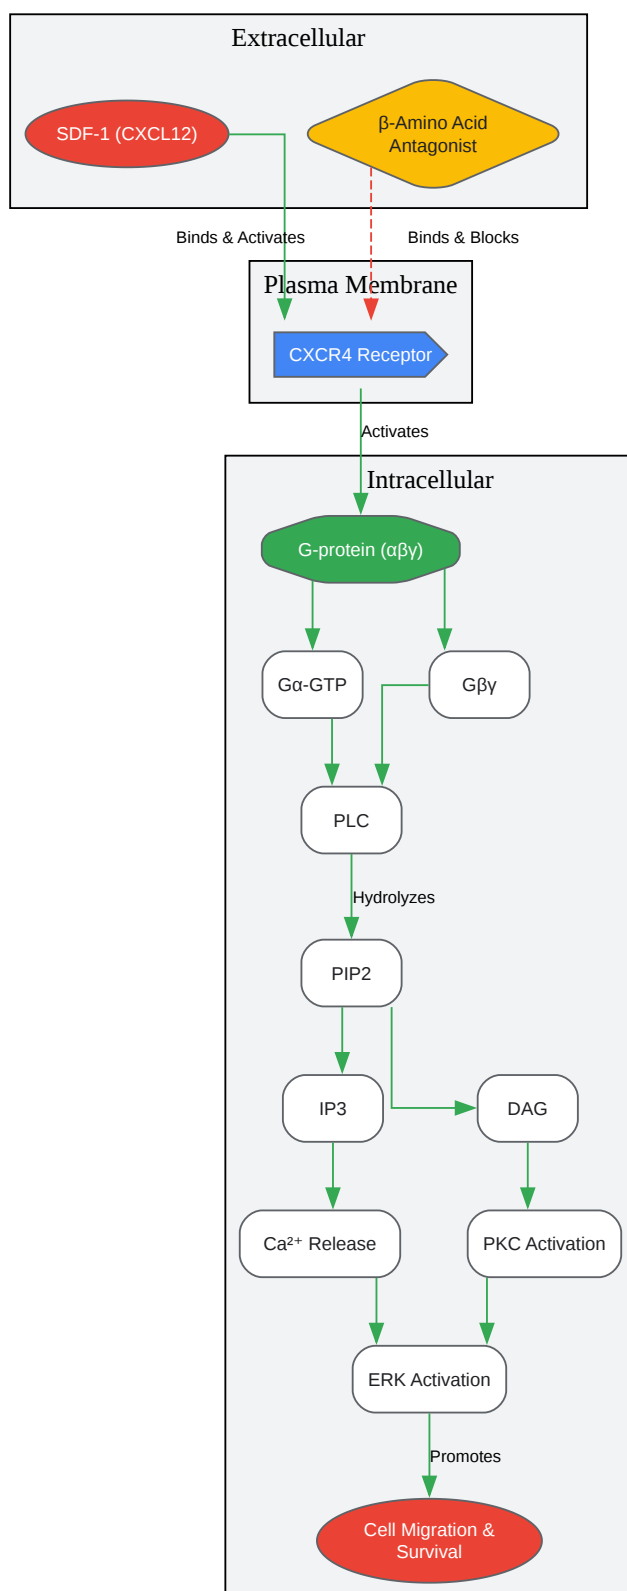 Extracellular
SDF-1 (CXCL12)
β-Amino Acid
Antagonist
Binds & Activates
Binds & Blocks
Plasma Membrane
CXCR4 Receptor
Activates
Intracellular
G-protein (αβγ)
Gα-GTP
Gβγ
PLC
Hydrolyzes
PIP2
IP3
DAG
Ca²⁺ Release
PKC Activation
ERK Activation
Promotes
Cell Migration &
Survival